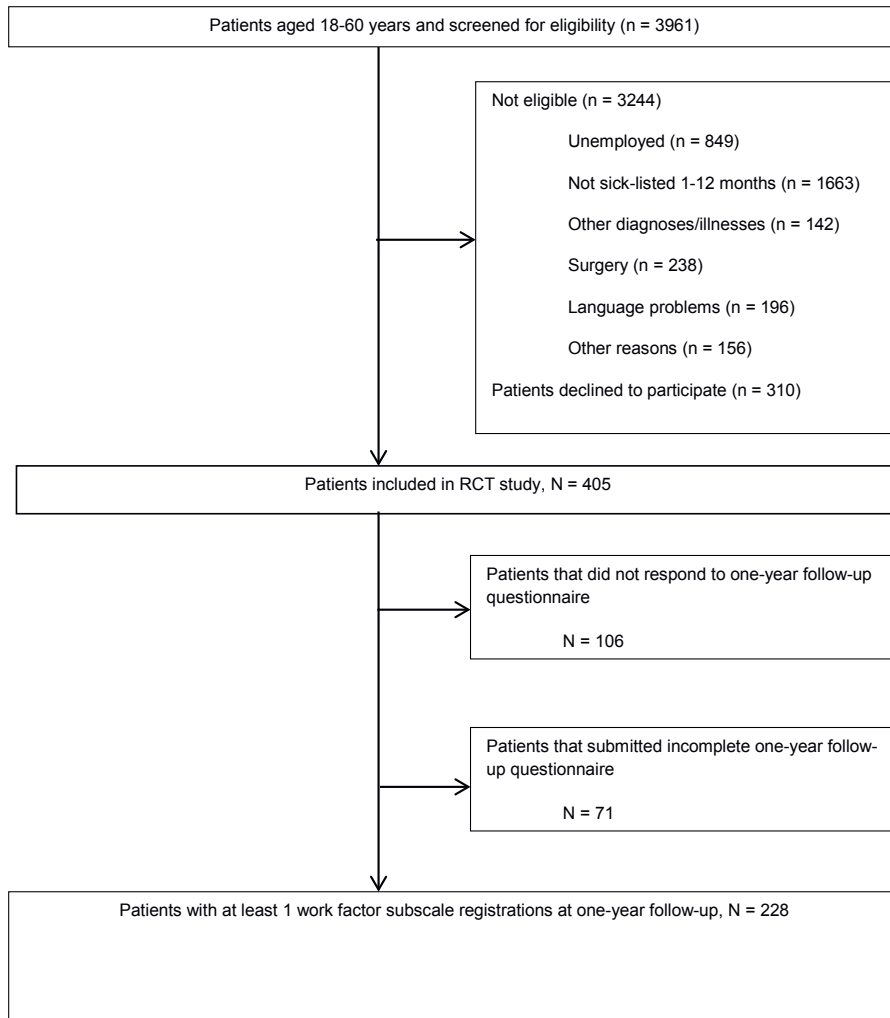 Patients aged 18-60 years and screened for eligibility (n = 3961)
Not eligible (n = 3244)
Unemployed (n = 849)
Not sick-listed 1-12 months (n = 1663)
Other diagnoses/illnesses (n = 142)
Surgery (n = 238)
Language problems (n = 196)
Other reasons (n = 156)
Patients declined to participate (n = 310)
Patients included in RCT study, N = 405
Patients that did not respond to one-year follow-up
questionnaire
N = 106
Patients that submitted incomplete one-year follow-
up questionnaire
N = 71
Patients with at least 1 work factor subscale registrations at one-year follow-up, N = 228